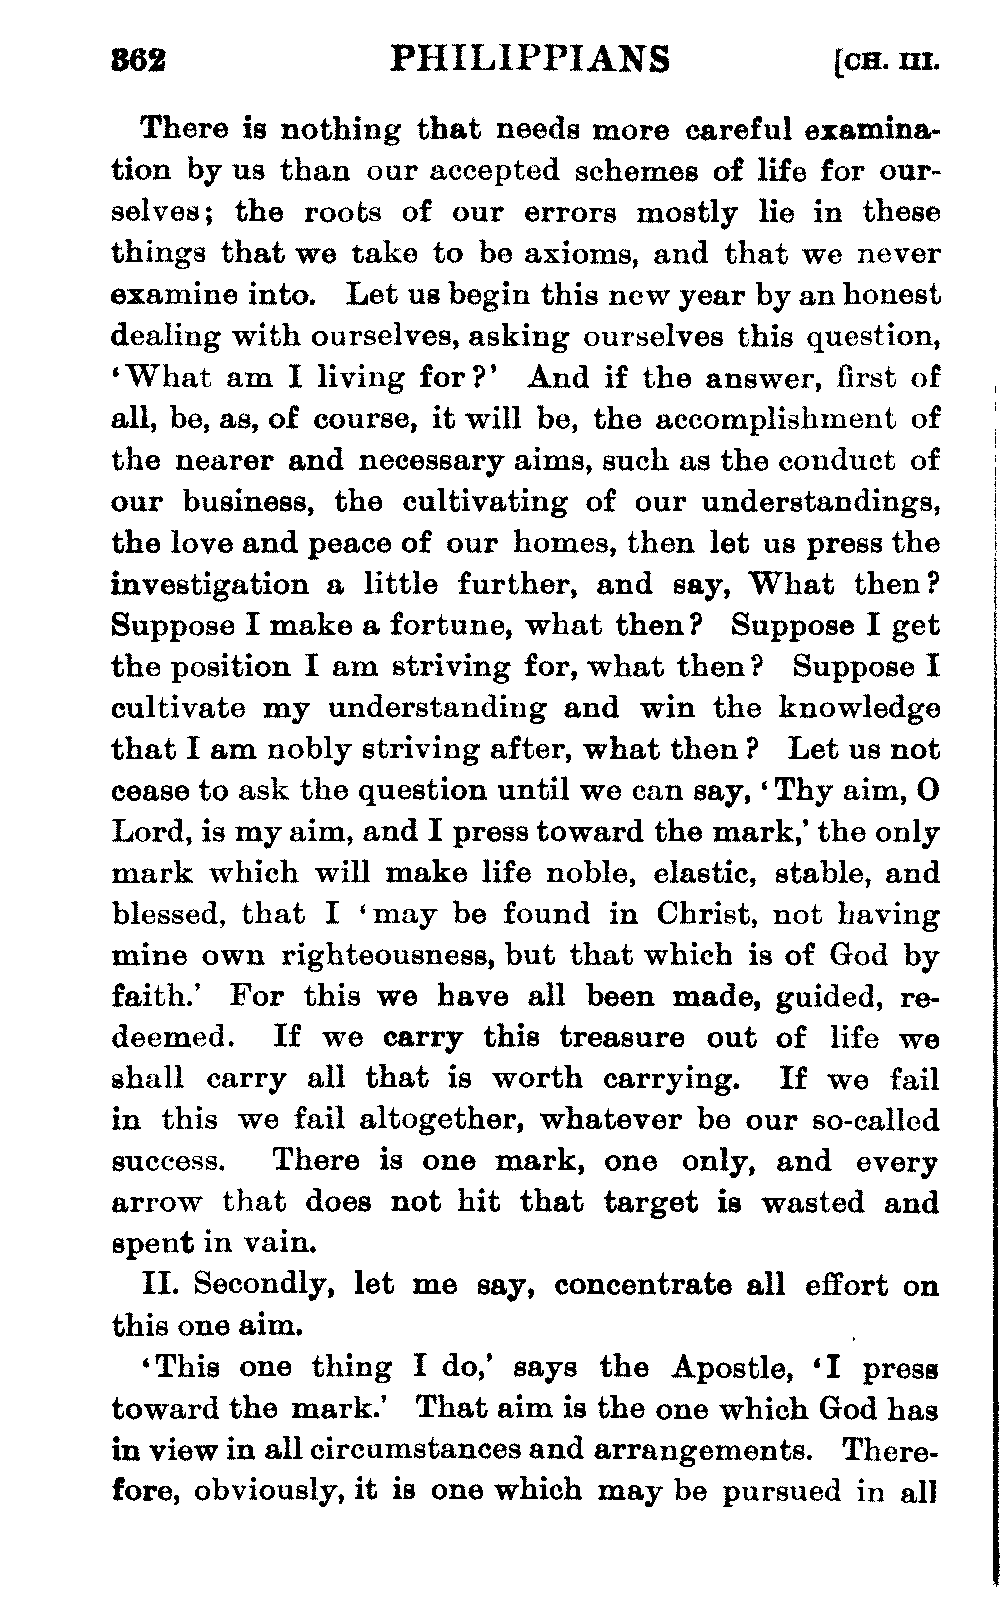 362 PHILIPPIANS [CH. III.
There is nothing that needs more careful examina-
tion by us than our accepted schemes of life for our-
selves; the roots of our errors mostly lie in these
things that we take to be axioms, and that we never
examine into. Let us begin this new year by an honest
dealing with ourselves, asking ourselves this question,
‘What am I living for?’ And if the answer, first of
all, be, as, of course, it will be, the accomplishment of
the nearer and necessary aims, such as the conduct of
our business, the cultivating of our understandings,
the love and peace of our homes, then let us press the
investigation a little further, and say, What then?
Suppose I make a fortune, what then? Suppose I get
the position I am striving for, what then? Suppose I
cultivate my understanding and win the knowledge
that I am nobly striving after, what then? Let us not
cease to ask the question until we can say, ‘Thy aim, O
Lord, is my aim, and I press toward the mark,’ the only
mark which will make life noble, elastic, stable, and
blessed, that I ‘may be found in Christ, not having
mine own righteousness, but that which is of God by
faith.’ For this we have all been made, guided, re-
deemed. If we carry this treasure out of life we
shall carry all that is worth carrying. If we fail
in this we fail altogether, whatever be our so-called
success. There is one mark, one only, and every
arrow that does not hit that target is wasted and
spent in vain.
II. Secondly, let me say, concentrate all effort on
this one aim.
‘This one thing I do,’ says the Apostle, ‘I press
toward the mark.’ That aim is the one which God has
in view in all circumstances and arrangements. There-
fore, obviously, it is one which may be pursued in all